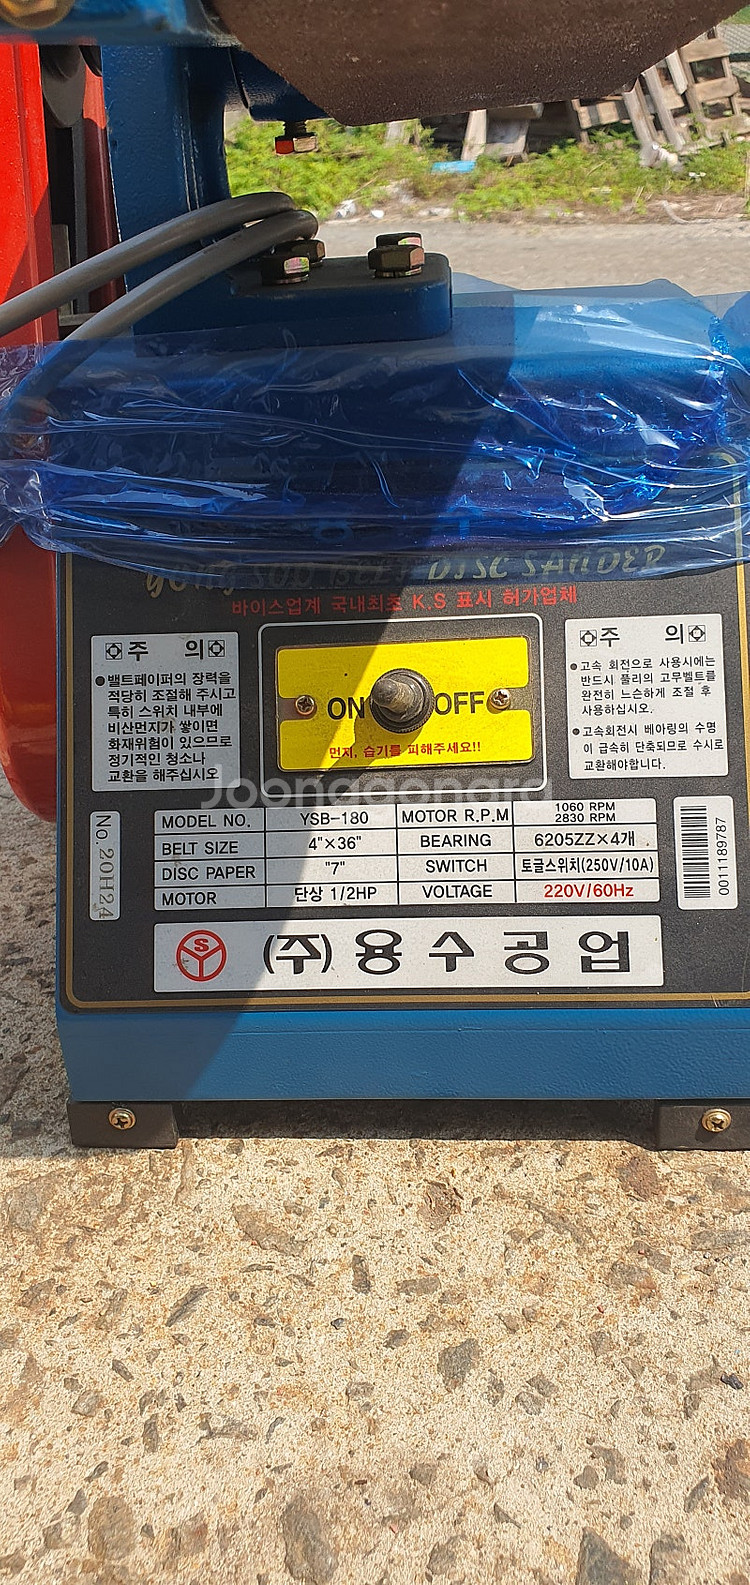 YONG SOO BELT DISC SANDER
바이스업계 국내최초 K.S 표시 허가업체
주 의
밸트페이퍼의 장력을
적당히 조절해 주시고
특히 스위치 내부에
비산먼지가 쌓이면
화재위험이 있으므로
정기적인 청소나
교환을 해주십시오
ON OFF
먼지, 습기를 피해주세요!!
주 의
고속 회전으로 사용시에는
반드시 풀리의 고무벨트를
완전히 느슨하게 조절 후
사용하십시오.
고속회전시 베아링의 수명
이 급속히 단축되므로 수시로
교환해야합니다.
Joonggonara
No. 20H24
MODEL NO. YSB-180 MOTOR R.P.M 1060 RPM
2830 RPM
BELT SIZE 4"×36" BEARING 6205ZZ×4개
DISC PAPER "7" SWITCH 토글스위치(250V/10A)
MOTOR 단상 1/2HP VOLTAGE 220V/60Hz
0011189787
SY (주)용수공업